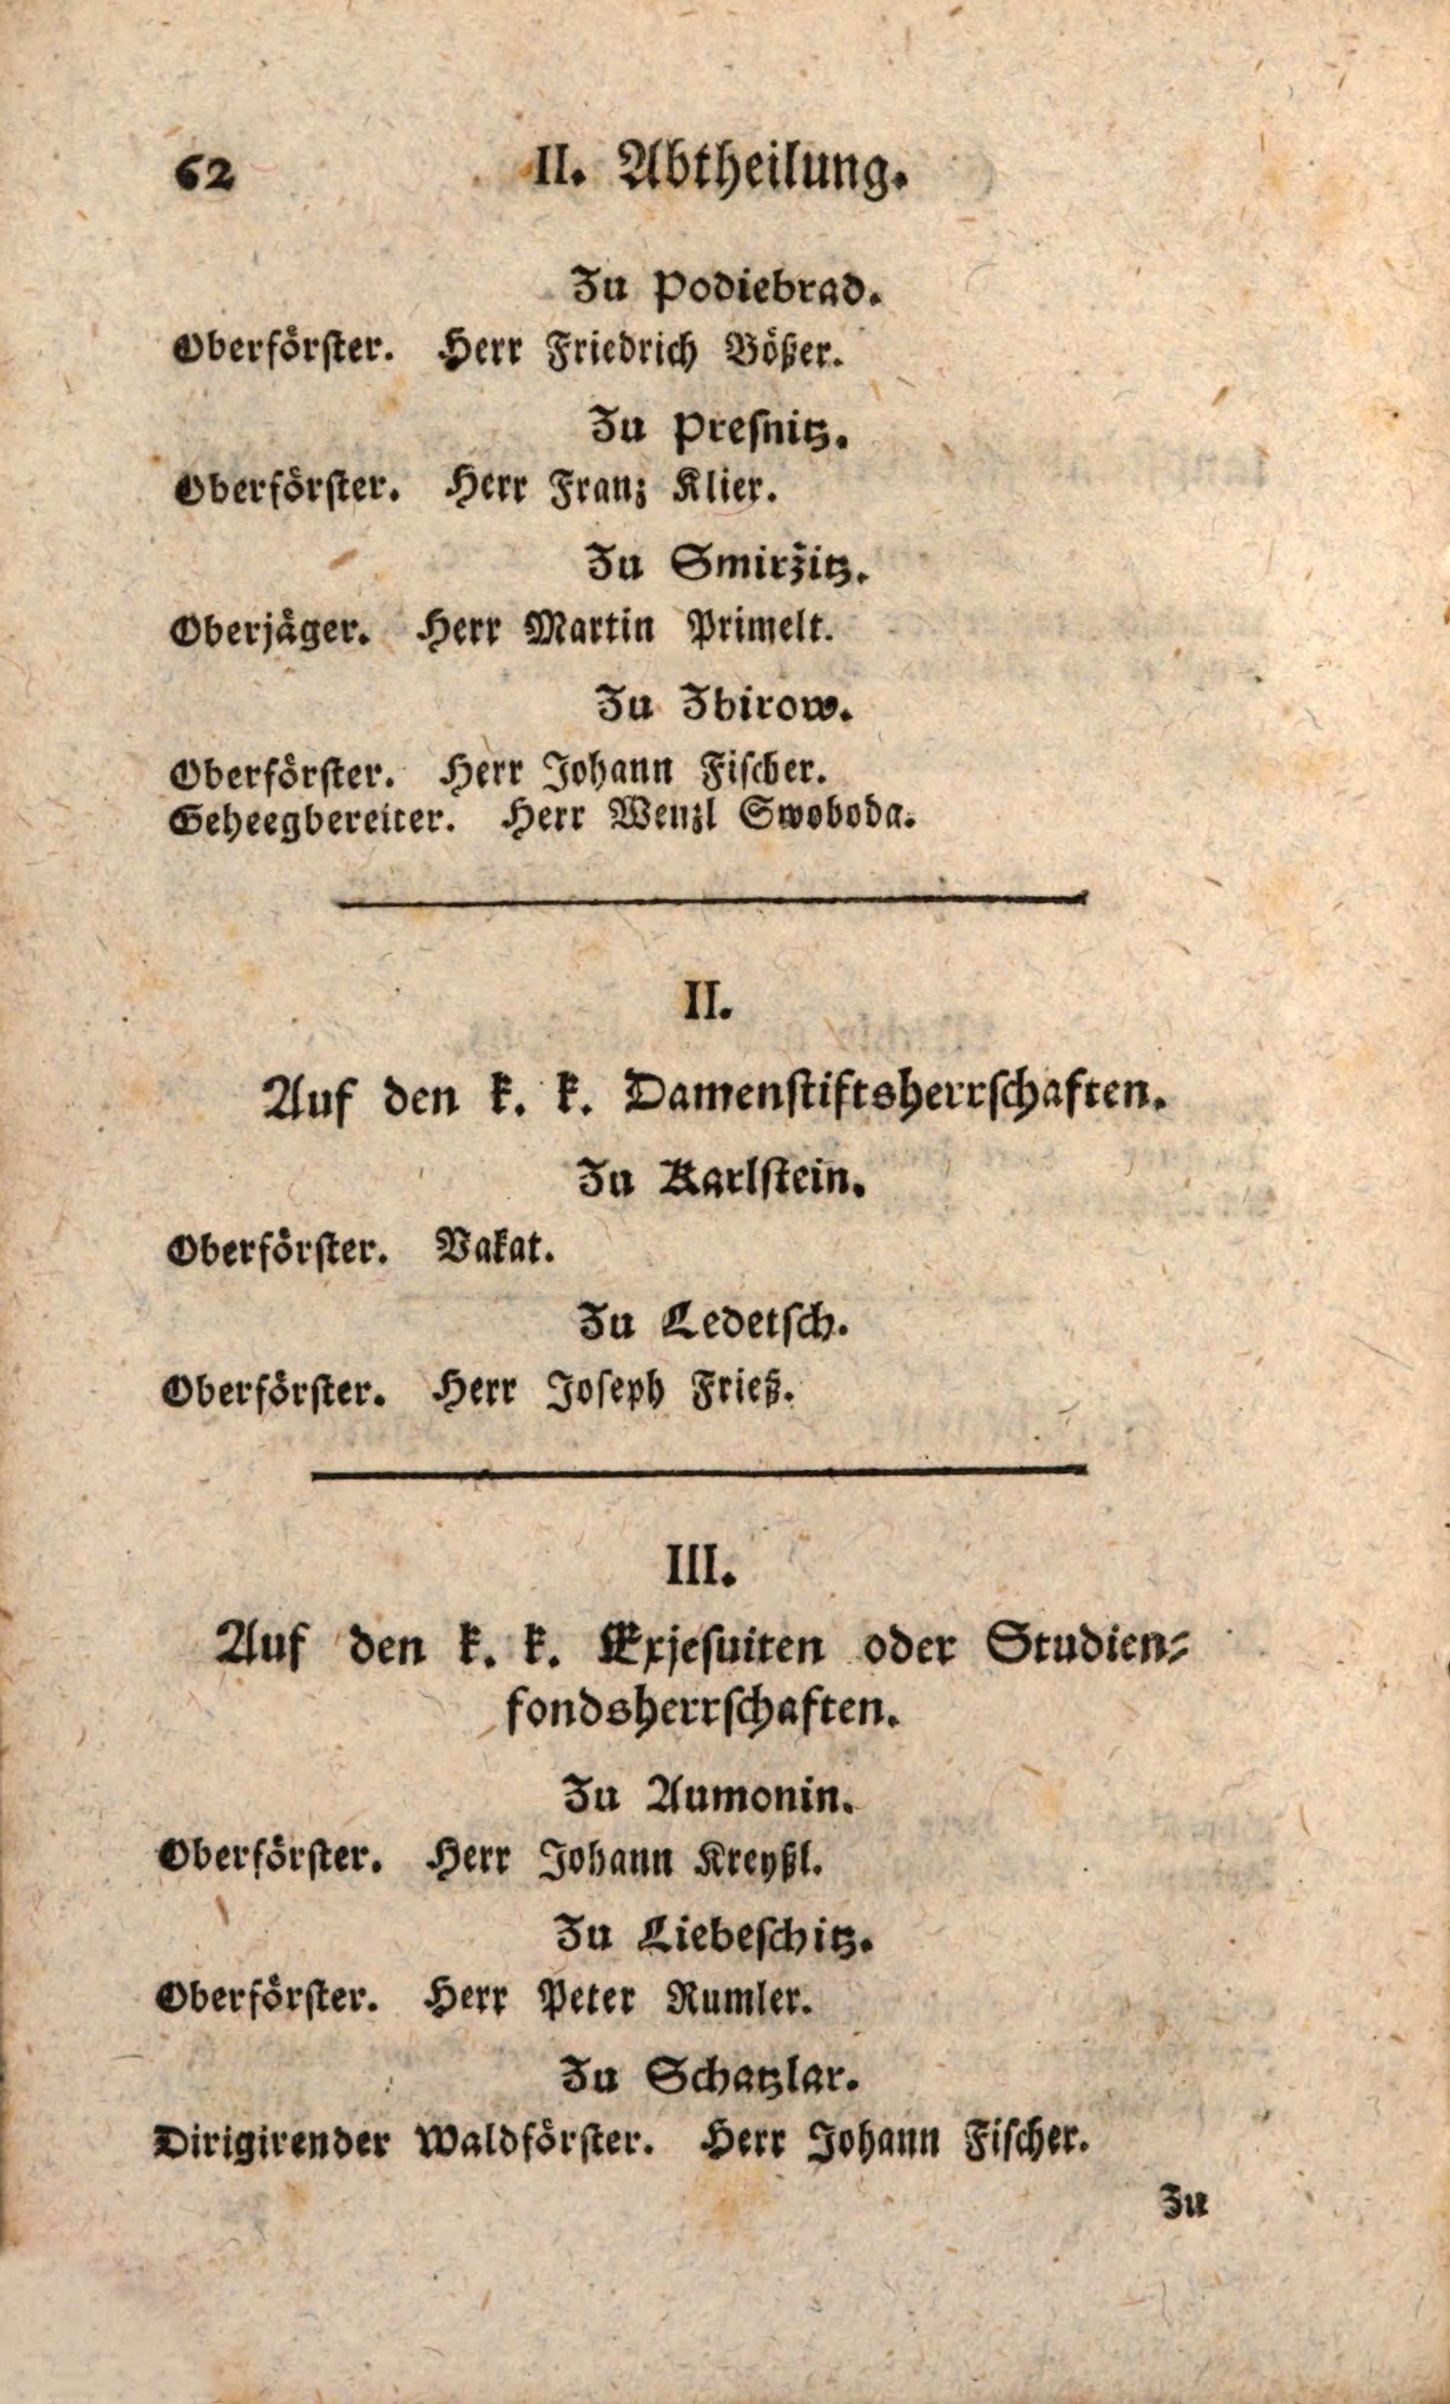 62 II. Abtheilung.
Zu Podiebrad.
Oberförster. Herr Friedrich Bößer.
Zu Presnitz.
Oberförster. Herr Franz Klier.
Zu Smiržitz.
Oberjäger. Herr Martin Primelt.
Zu Zbirow.
Oberförster. Herr Johann Fischer.
Geheegbereiter. Herr Wenzl Swoboda.
II.
Auf den k. k. Damenstiftsherrschaften.
Zu Karlstein.
Oberförster. Vakat.
Zu Ledetsch.
Oberförster. Herr Joseph Frieß.
III.
Auf den k. k. Exjesuiten oder Studien-
fondsherrschaften.
Zu Aumonin.
Oberförster. Herr Johann Kreyßl.
Zu Liebeschitz.
Oberförster. Herr Peter Rumler.
Zu Schatzlar.
Dirigirender Waldförster. Herr Johann Fischer.
Zu